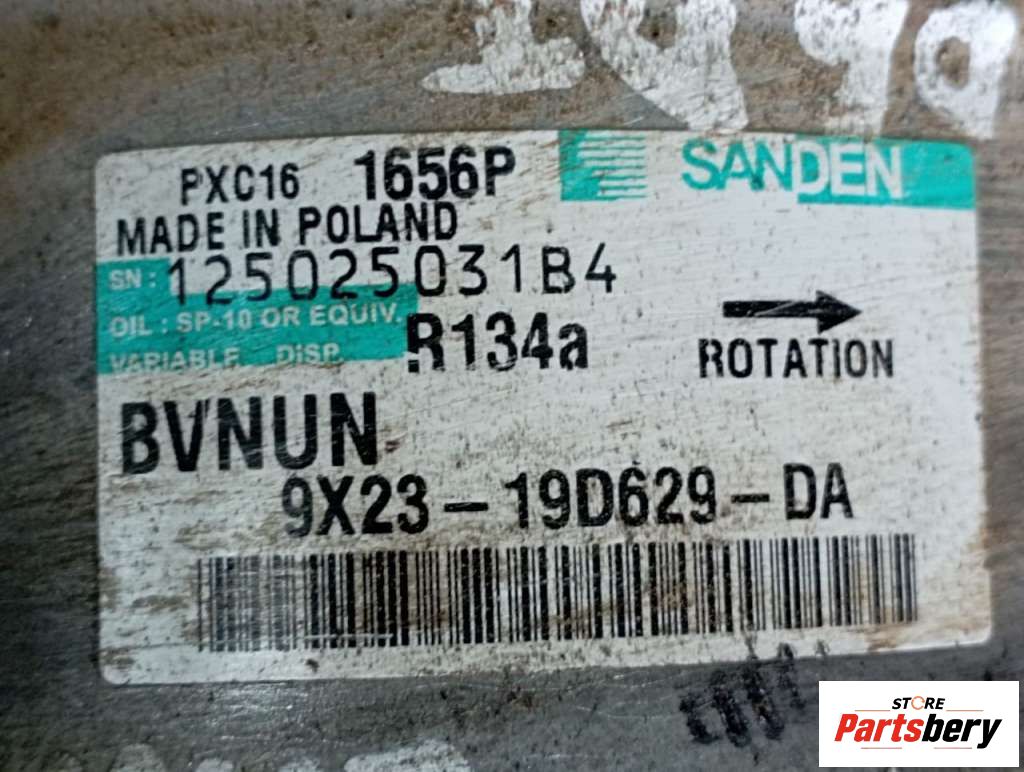 PXC16 1656P SANDEN
MADE IN POLAND
SN: 125025031B4
OIL : SP-10 OR EQUIV. R134a
VARIABLE DISP. ROTATION
BVNUN
9X23-19D629-DA
STORE
Partsbery